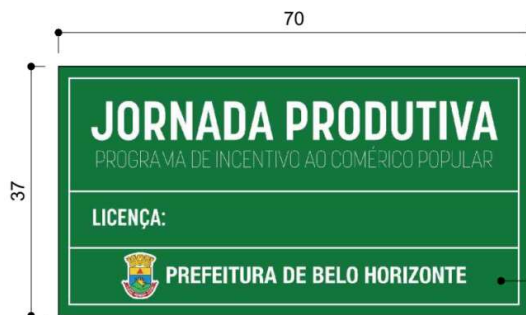 70
37
JORNADA PRODUTIVA
PROGRAMA DE INCENTIVO AO COMÉRICO POPULAR
LICENÇA:
PREFEITURA DE BELO HORIZONTE